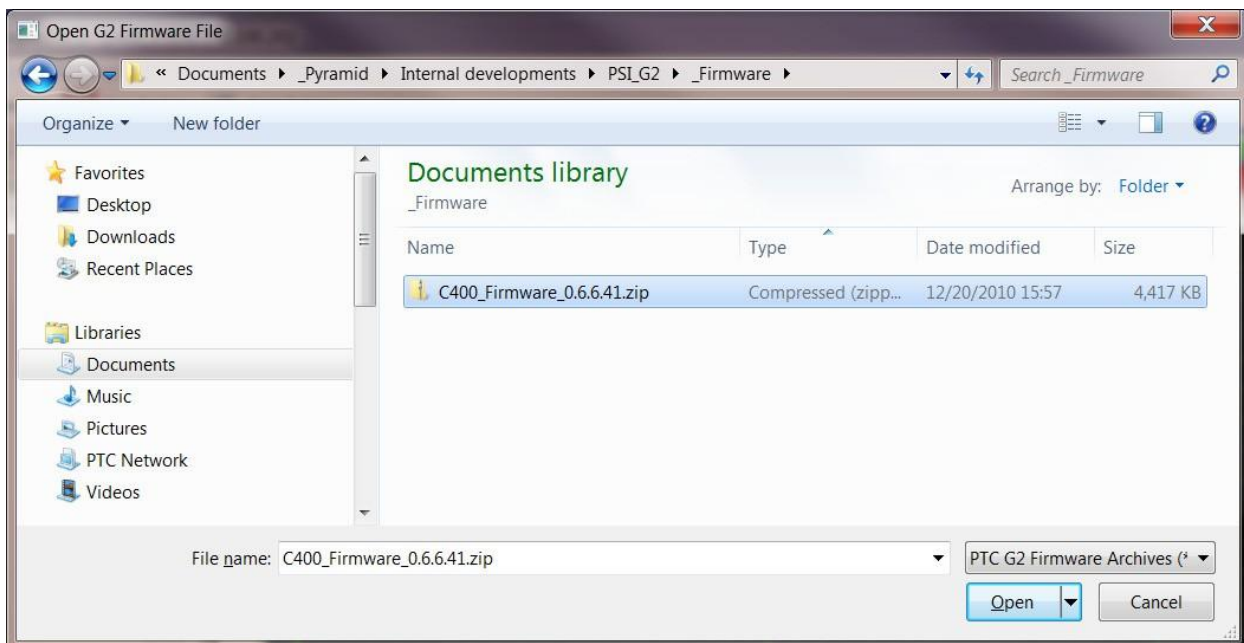 Open G2 Firmware File
« Documents ▸ _Pyramid ▸ Internal developments ▸ PSI_G2 ▸ _Firmware ▸
Search _Firmware
Organize New folder
Favorites
Desktop
Downloads
Recent Places
Libraries
Documents
Music
Pictures
PTC Network
Videos
Documents library
_Firmware
Arrange by: Folder
Name Type Date modified Size
C400_Firmware_0.6.6.41.zip Compressed (zipp... 12/20/2010 15:57 4,417 KB
File name: C400_Firmware_0.6.6.41.zip
PTC G2 Firmware Archives (*
Open Cancel